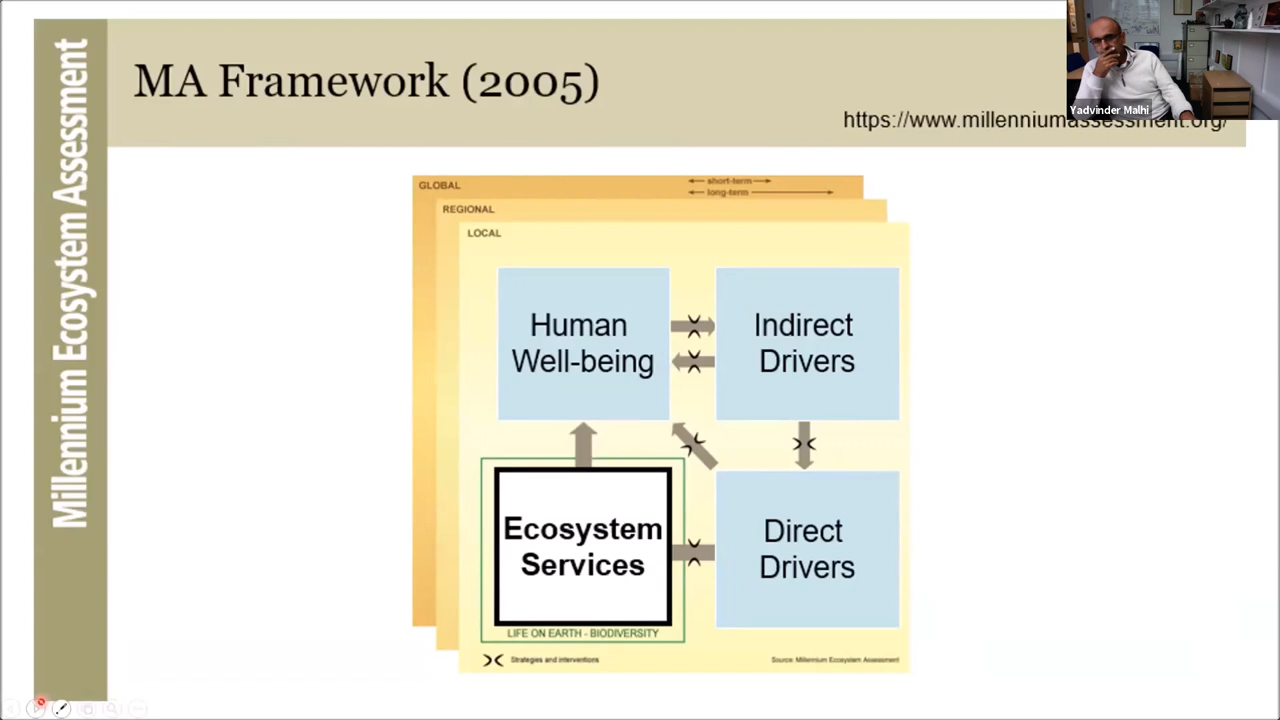 Millennium Ecosystem Assessment
MA Framework (2005)
https://www.millenniumassessment.org/
Yadvinder Malhi
GLOBAL
short-term
long-term
REGIONAL
LOCAL
Human
Well-being
Indirect
Drivers
Ecosystem
Services
Direct
Drivers
LIFE ON EARTH - BIODIVERSITY
Strategies and interventions
Source: Millennium Ecosystem Assessment